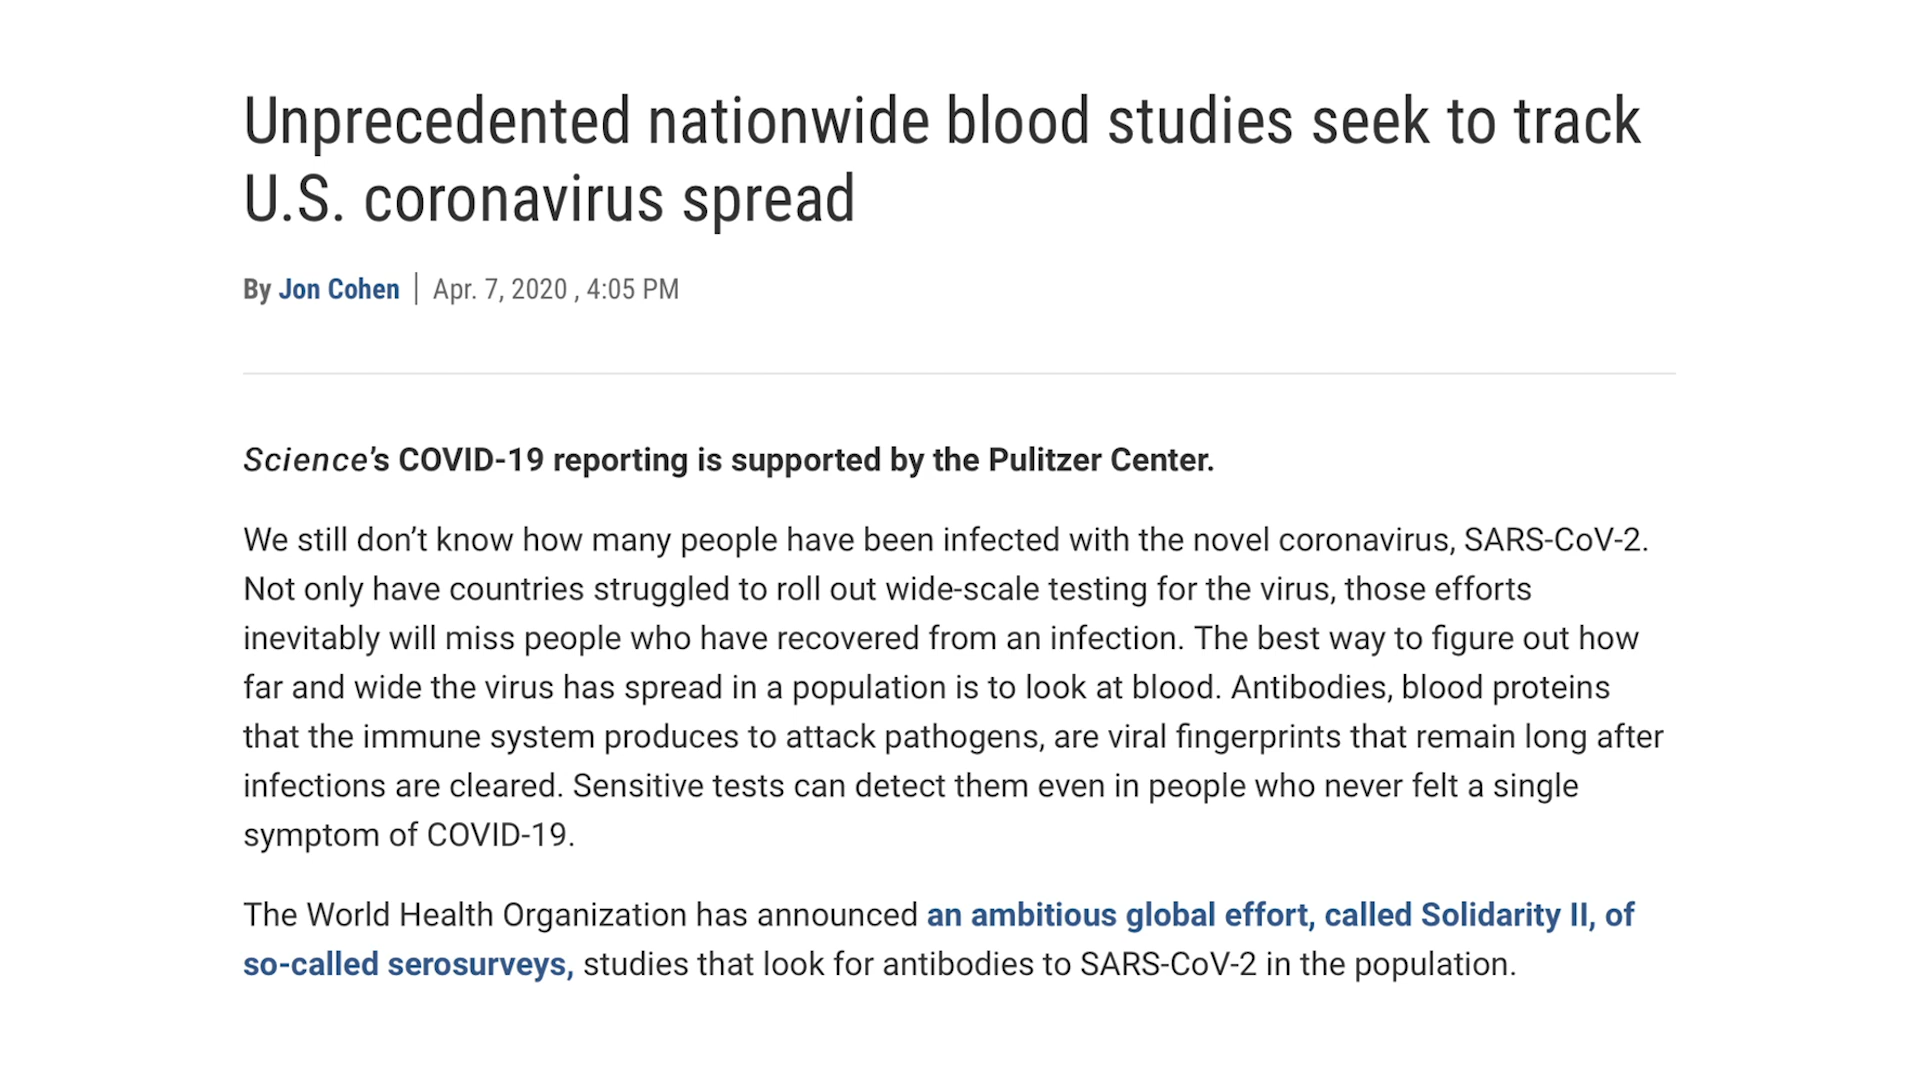 Unprecedented nationwide blood studies seek to track
U.S. coronavirus spread
By Jon Cohen | Apr. 7, 2020 , 4:05 PM
Science’s COVID-19 reporting is supported by the Pulitzer Center.
We still don’t know how many people have been infected with the novel coronavirus, SARS-CoV-2.
Not only have countries struggled to roll out wide-scale testing for the virus, those efforts
inevitably will miss people who have recovered from an infection. The best way to figure out how
far and wide the virus has spread in a population is to look at blood. Antibodies, blood proteins
that the immune system produces to attack pathogens, are viral fingerprints that remain long after
infections are cleared. Sensitive tests can detect them even in people who never felt a single
symptom of COVID-19.
The World Health Organization has announced an ambitious global effort, called Solidarity II, of
so-called serosurveys, studies that look for antibodies to SARS-CoV-2 in the population.